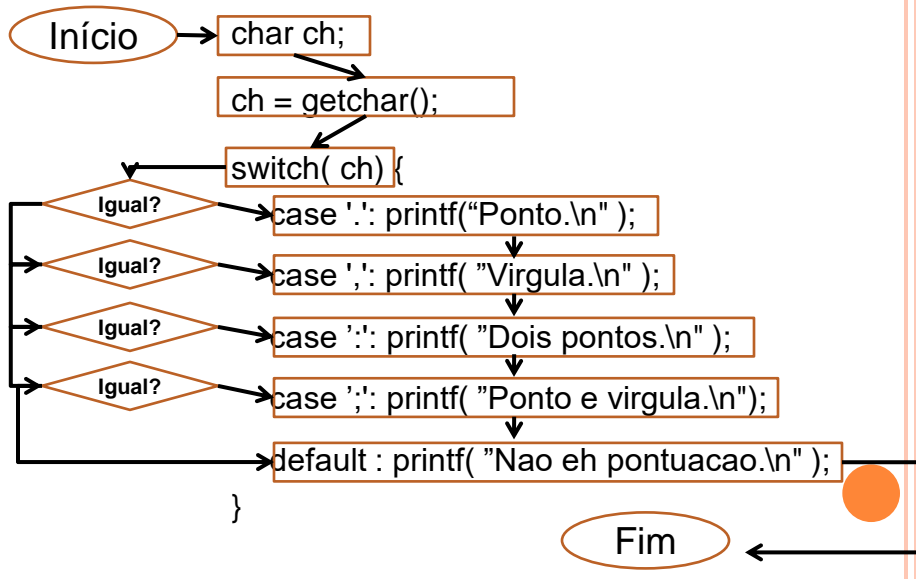 Início
char ch;
ch = getchar();
switch( ch) {
Igual?
case '.': printf(“Ponto.\n" );
Igual?
case ',': printf( ”Virgula.\n" );
Igual?
case ':': printf( ”Dois pontos.\n" );
Igual?
case ';': printf( ”Ponto e virgula.\n");
default : printf( ”Nao eh pontuacao.\n" );
}
Fim